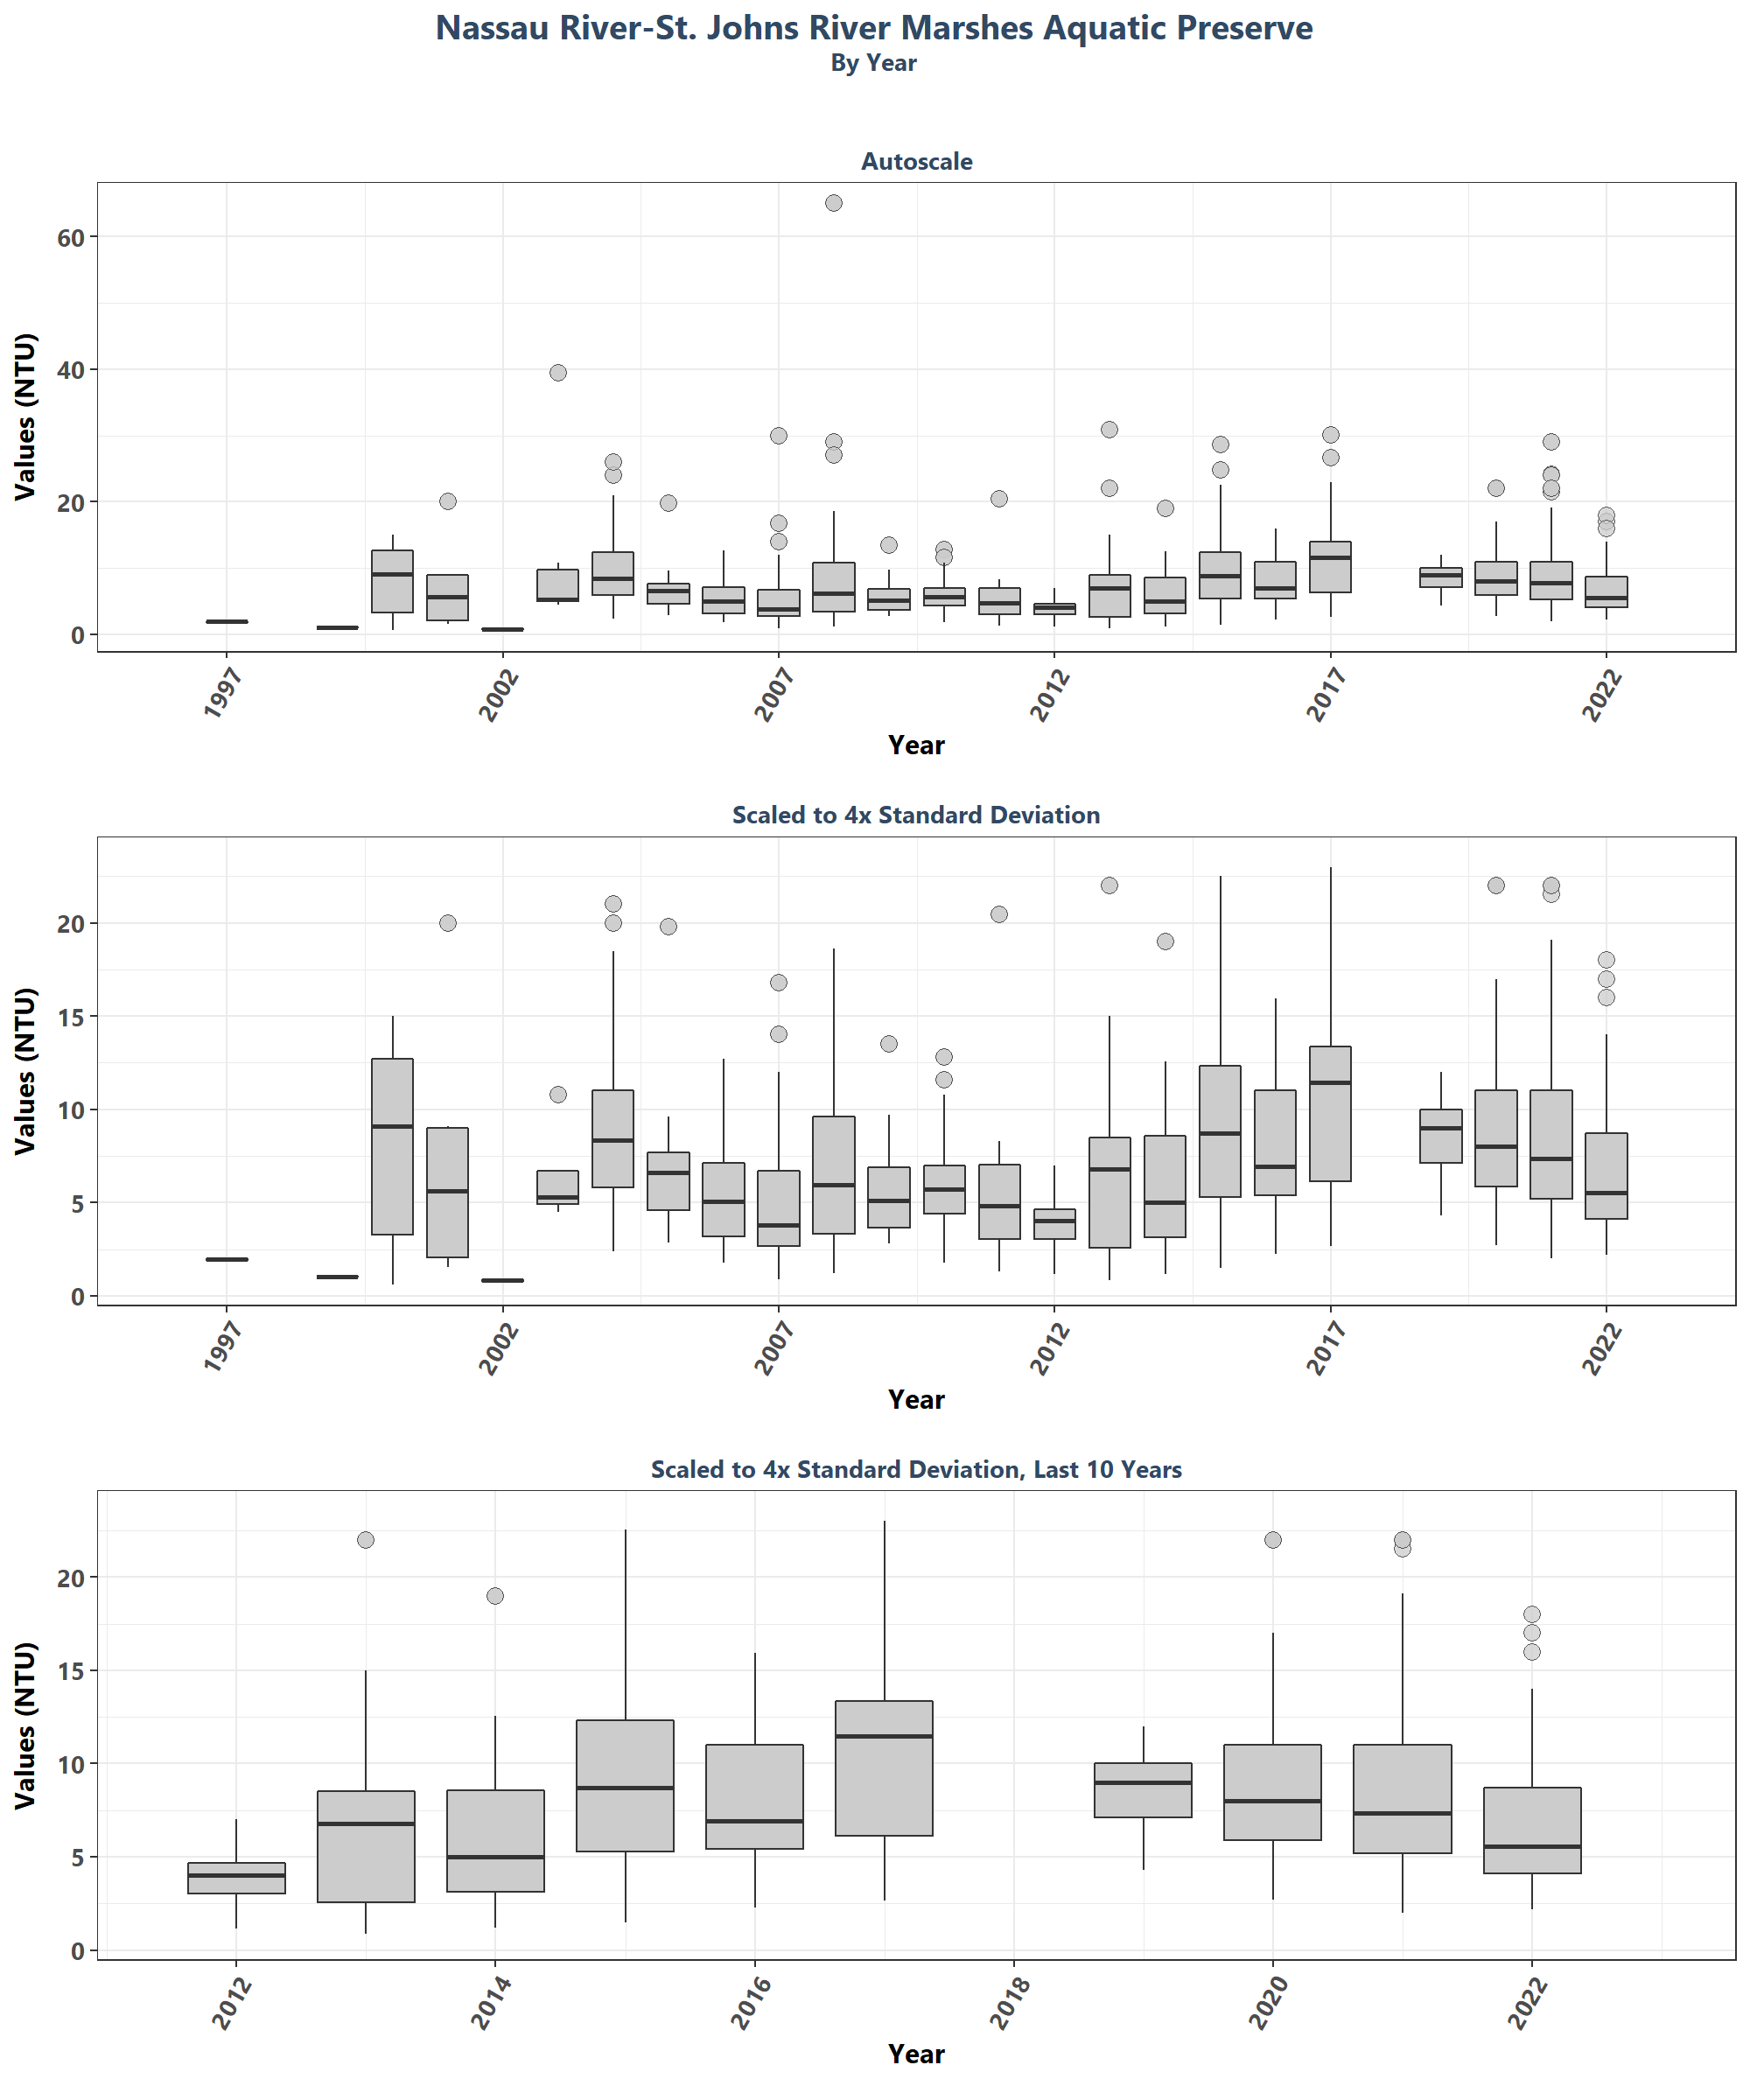 Nassau River-St. Johns River Marshes Aquatic Preserve
By Year
Autoscale
Values (NTU)
60
40
20
0
1997
2002
2007
2012
2017
2022
Year
Scaled to 4x Standard Deviation
Values (NTU)
20
15
10
5
0
1997
2002
2007
2012
2017
2022
Year
Scaled to 4x Standard Deviation, Last 10 Years
Values (NTU)
20
15
10
5
0
2012
2014
2016
2018
2020
2022
Year